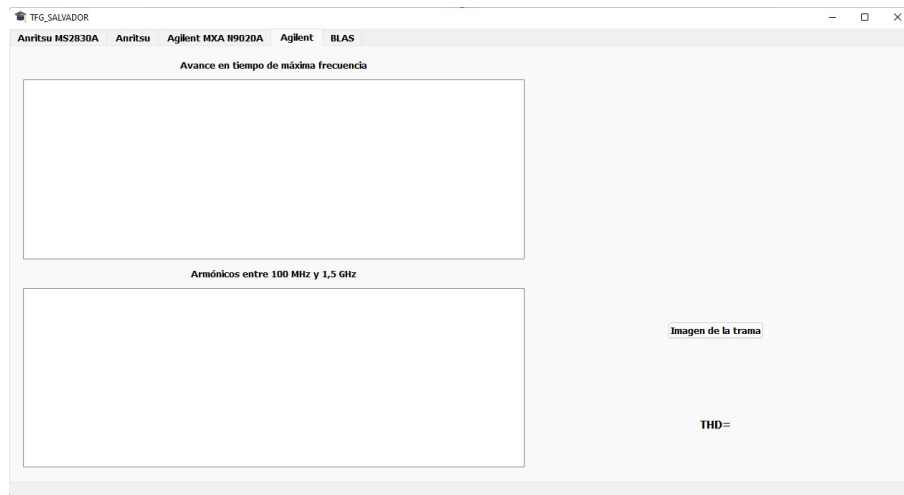 TFG_SALVADOR
Anritsu MS2830A Anritsu Agilent MXA N9020A Agilent BLAS
Avance en tiempo de máxima frecuencia
Armónicos entre 100 MHz y 1,5 GHz
Imagen de la trama
THD=